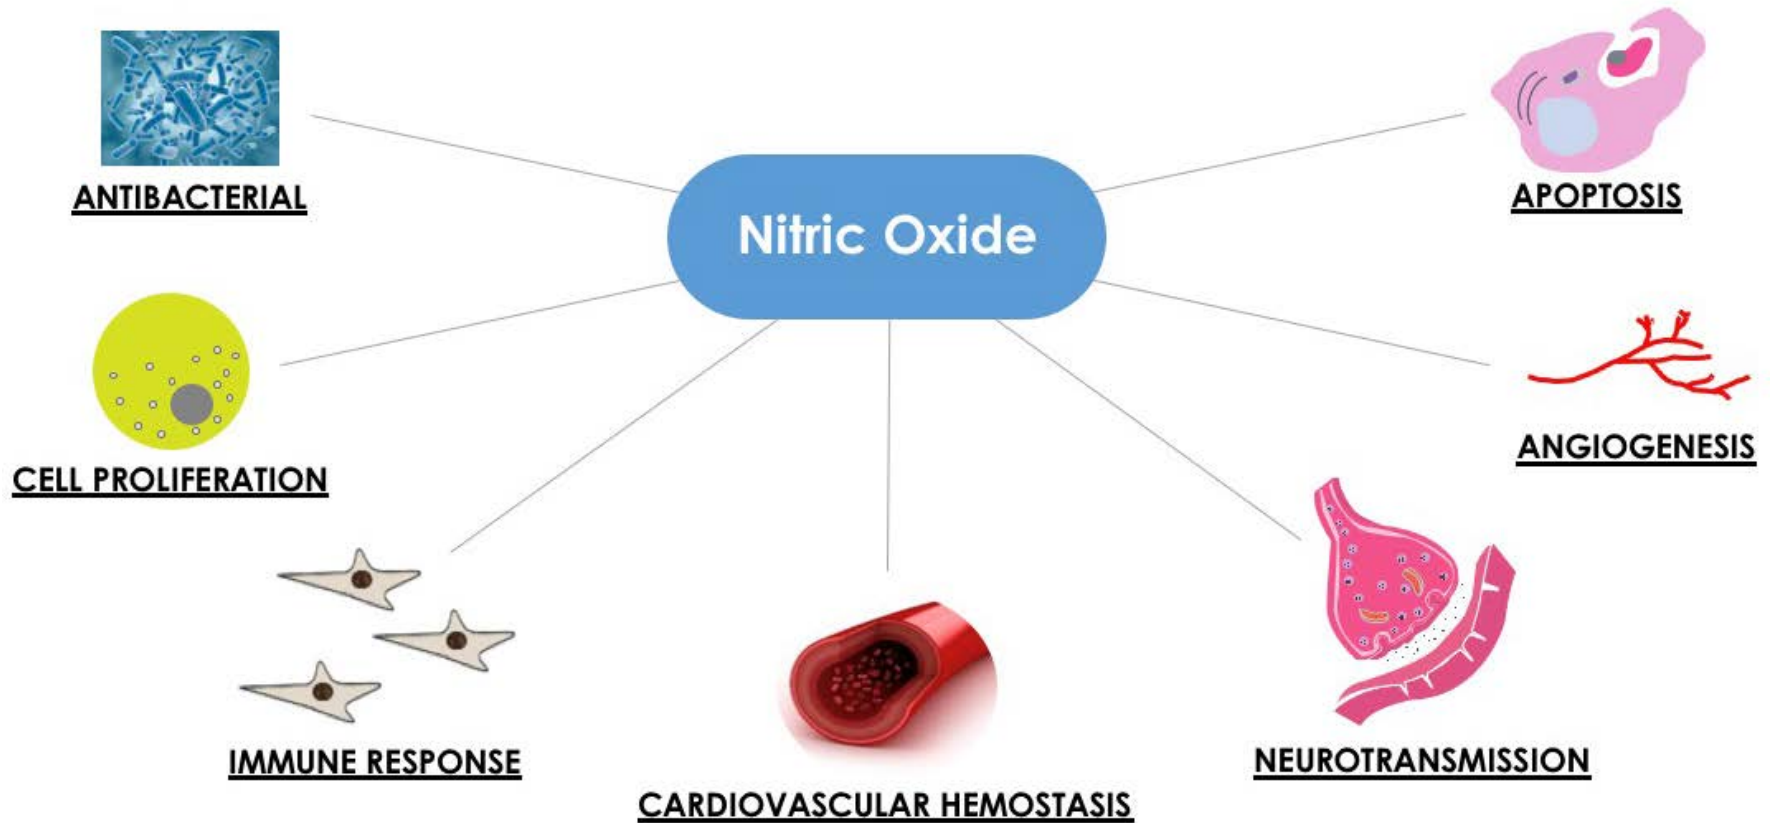 ANTIBACTERIAL
APOPTOSIS
Nitric Oxide
CELL PROLIFERATION
ANGIOGENESIS
IMMUNE RESPONSE
CARDIOVASCULAR HEMOSTASIS
NEUROTRANSMISSION